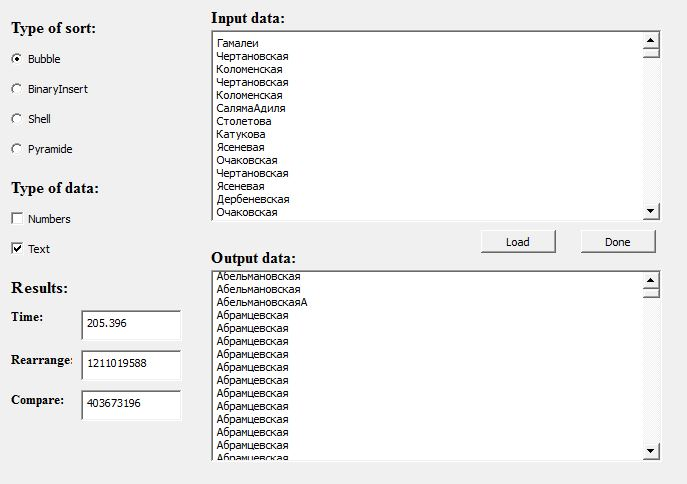 Type of sort:
Bubble
BinaryInsert
Shell
Pyramide
Type of data:
Numbers
Text
Results:
Time:
205.396
Rearrange:
1211019588
Compare:
403673196
Input data:
Гамалеи
Чертановская
Коломенская
Чертановская
Коломенская
СалямаАдиля
Столетова
Катукова
Ясеневая
Очаковская
Чертановская
Ясеневая
Дербеневская
Очаковская
Load
Done
Output data:
Абельмановская
Абельмановская
АбельмановскаяА
Абрамцевская
Абрамцевская
Абрамцевская
Абрамцевская
Абрамцевская
Абрамцевская
Абрамцевская
Абрамцевская
Абрамцевская
Абрамцевская
Абрамцевская
Абрамцевская